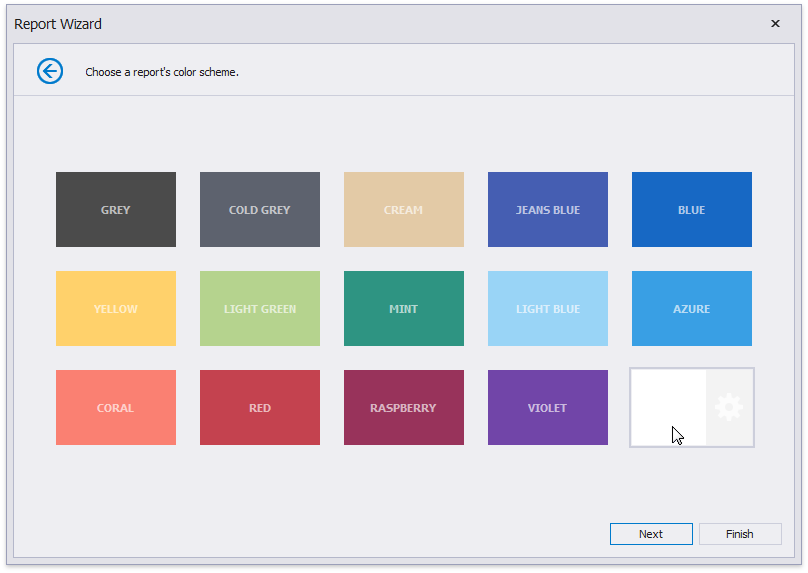 Report Wizard
Choose a report's color scheme.
GREY
COLD GREY
CREAM
JEANS BLUE
BLUE
YELLOW
LIGHT GREEN
MINT
LIGHT BLUE
AZURE
CORAL
RED
RASPBERRY
VIOLET
Next
Finish